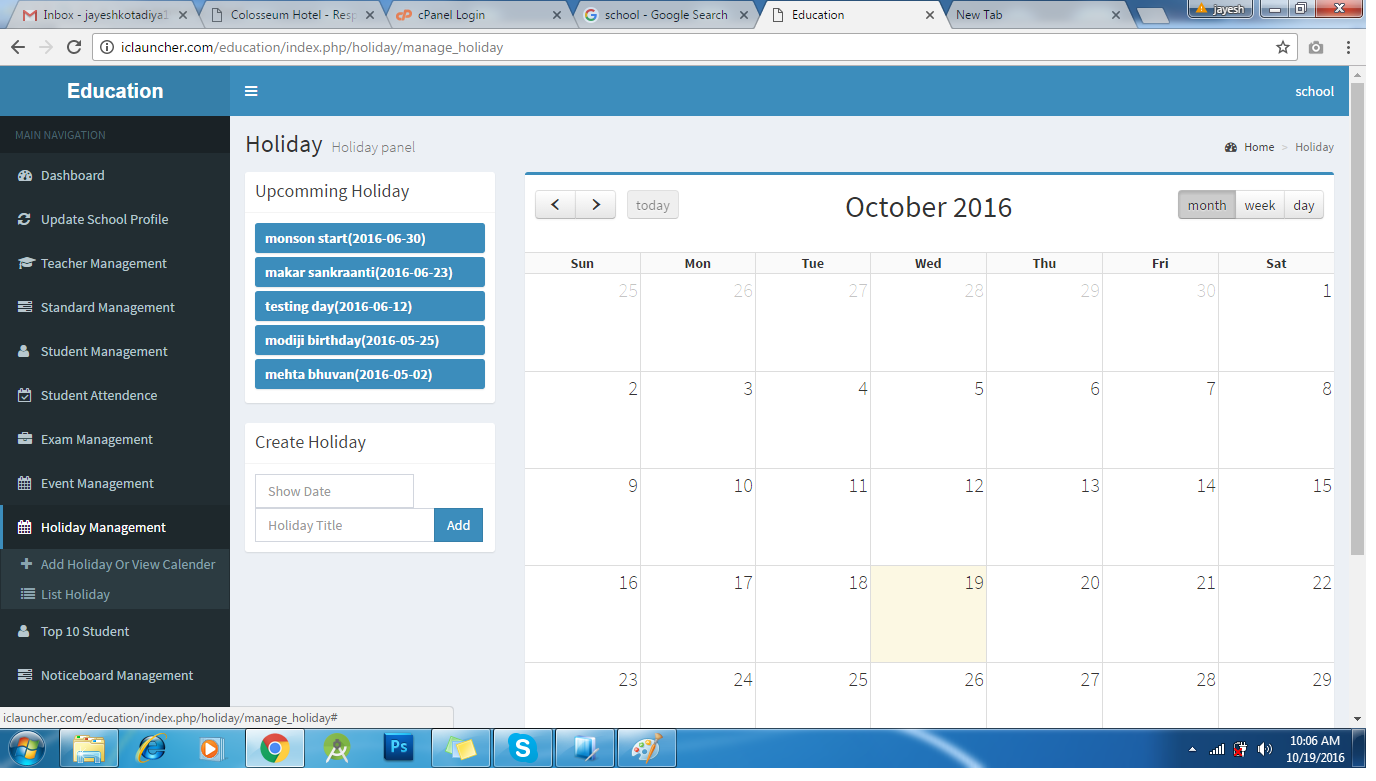 Inbox - jayeshkotadiya1
Colosseum Hotel - Resp
cPanel Login
school - Google Search
Education
New Tab
jayesh
iclauncher.com/education/index.php/holiday/manage_holiday
Education
school
MAIN NAVIGATION
Dashboard
Update School Profile
Teacher Management
Standard Management
Student Management
Student Attendence
Exam Management
Event Management
Holiday Management
Add Holiday Or View Calender
List Holiday
Top 10 Student
Noticeboard Management
Holiday Holiday panel
Home > Holiday
Upcomming Holiday
monson start(2016-06-30)
makar sankraanti(2016-06-23)
testing day(2016-06-12)
modiji birthday(2016-05-25)
mehta bhuvan(2016-05-02)
Create Holiday
Show Date
Holiday Title
Add
today
October 2016
month week day
Sun Mon Tue Wed Thu Fri Sat
25 26 27 28 29 30 1
2 3 4 5 6 7 8
9 10 11 12 13 14 15
16 17 18 19 20 21 22
23 24 25 26 27 28 29
iclauncher.com/education/index.php/holiday/manage_holiday#
Ps
10:06 AM
10/19/2016